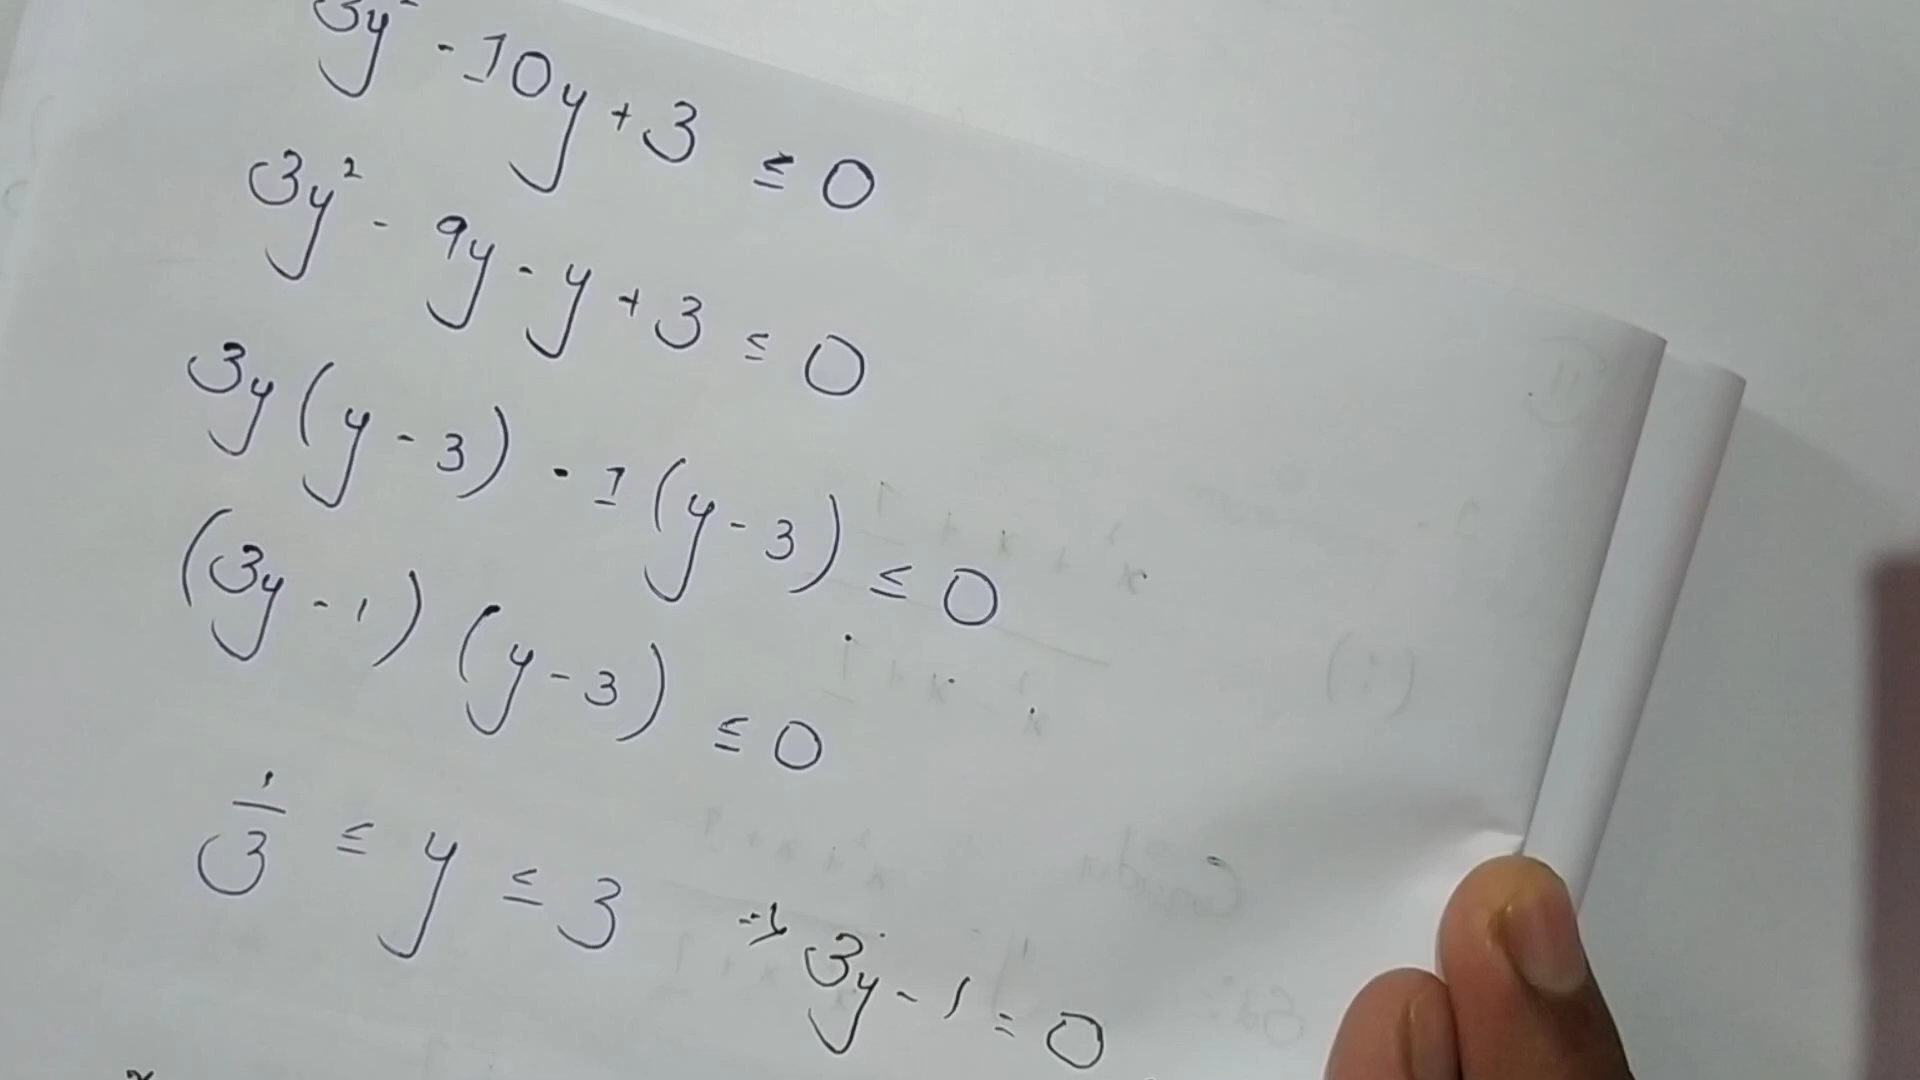 3y² - 10y + 3 ≤ 0
3y² - 9y - y + 3 ≤ 0
3y(y - 3) - 1(y - 3) ≤ 0
(3y - 1)(y - 3) ≤ 0
1/3 ≤ y ≤ 3 → 3y - 1 = 0